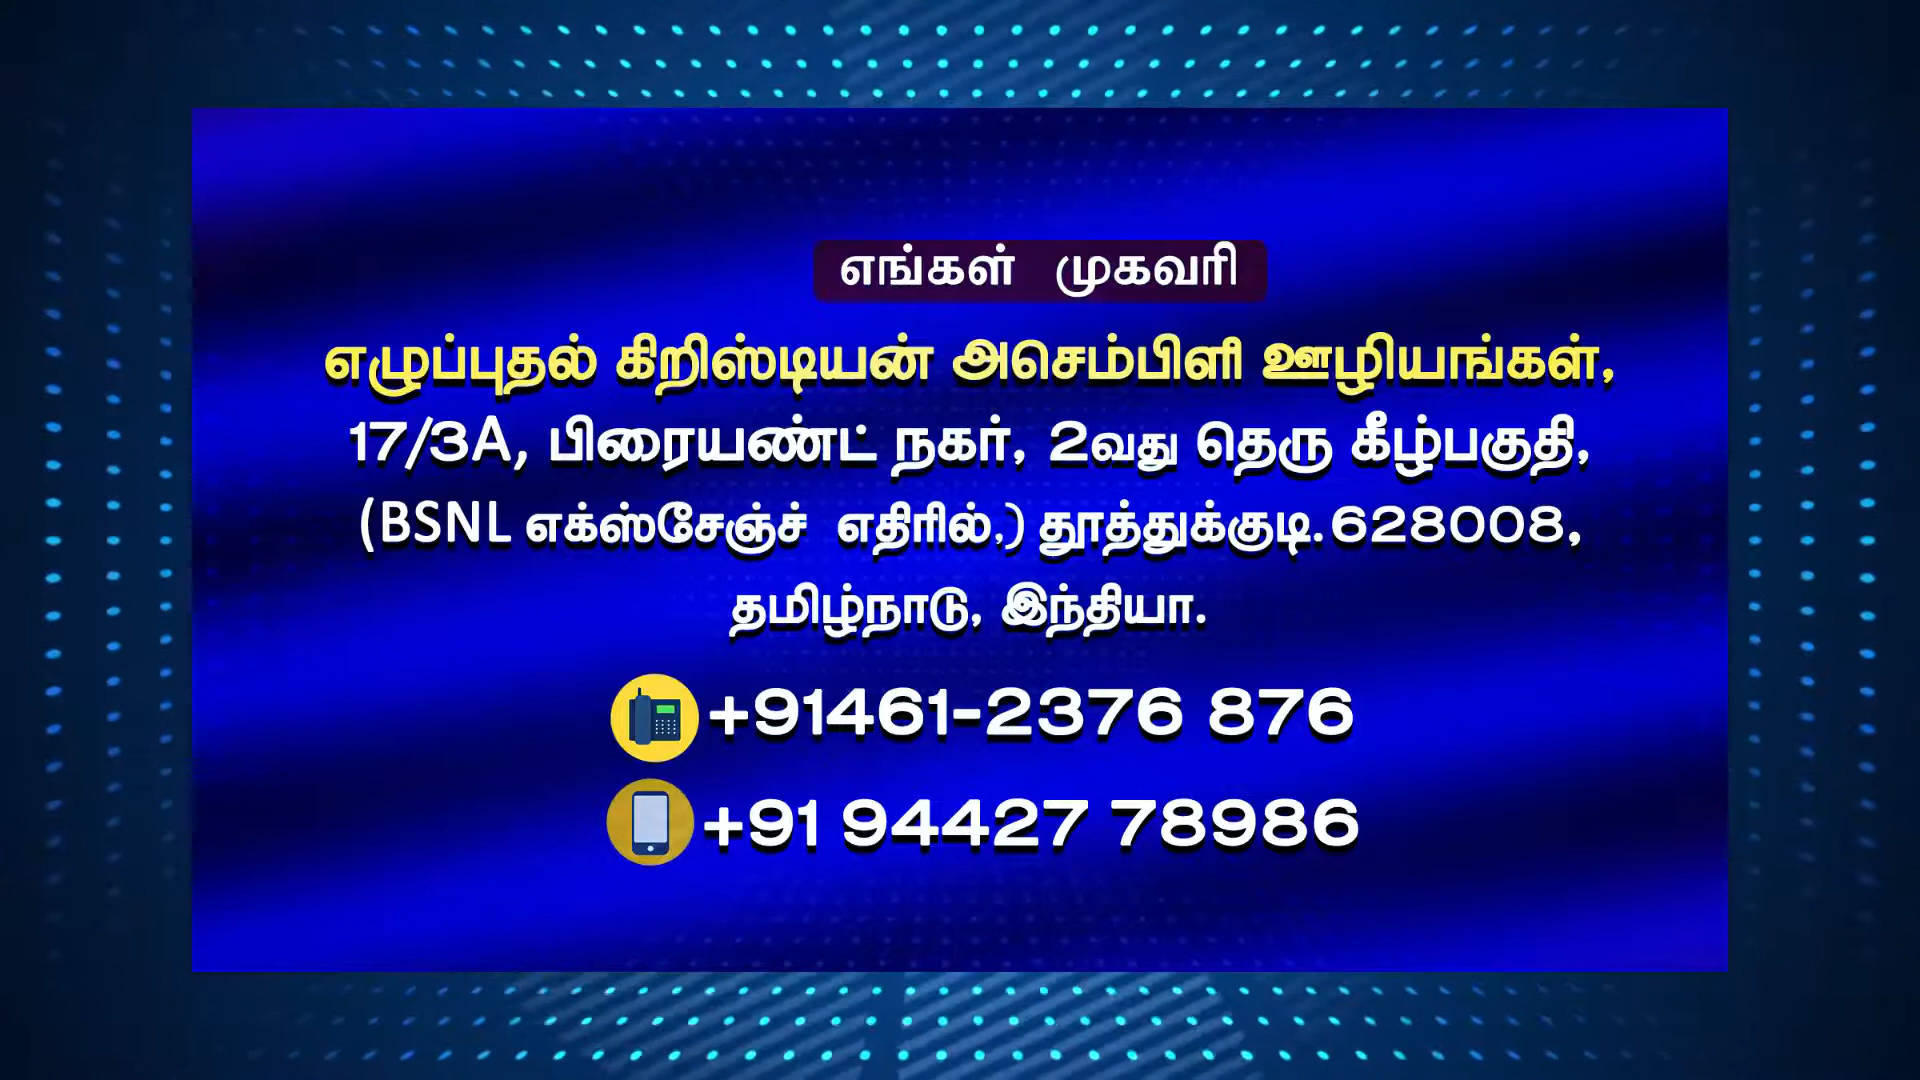 எங்கள் முகவரி
எழுப்புதல் கிறிஸ்டியன் அசெம்பிளி ஊழியங்கள்,
17/3A, பிரையண்ட் நகர், 2வது தெரு கீழ்பகுதி,
(BSNL எக்ஸ்சேஞ்ச் எதிரில்,) தூத்துக்குடி.628008,
தமிழ்நாடு, இந்தியா.
+91461-2376 876
+91 94427 78986